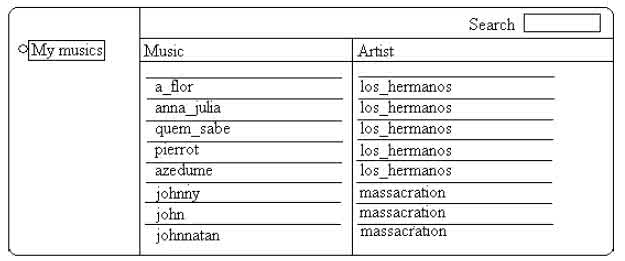 Search
My musics
Music Artist
a_flor los_hermanos
anna_julia los_hermanos
quem_sabe los_hermanos
pierrot los_hermanos
azedume los_hermanos
johnny massacration
john massacration
johnnatan massacration